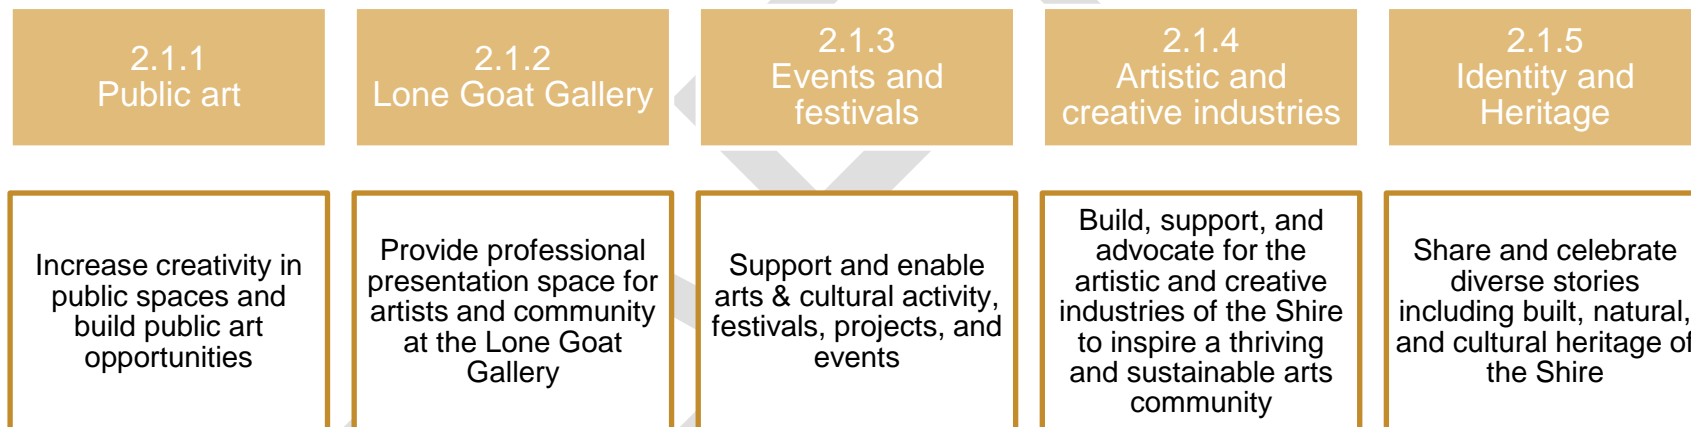 2.1.1
Public art
2.1.2
Lone Goat Gallery
2.1.3
Events and
festivals
2.1.4
Artistic and
creative industries
2.1.5
Identity and
Heritage
Increase creativity in
public spaces and
build public art
opportunities
Provide professional
presentation space for
artists and community
at the Lone Goat
Gallery
Support and enable
arts & cultural activity,
festivals, projects, and
events
Build, support, and
advocate for the
artistic and creative
industries of the Shire
to inspire a thriving
and sustainable arts
community
Share and celebrate
diverse stories
including built, natural,
and cultural heritage of
the Shire